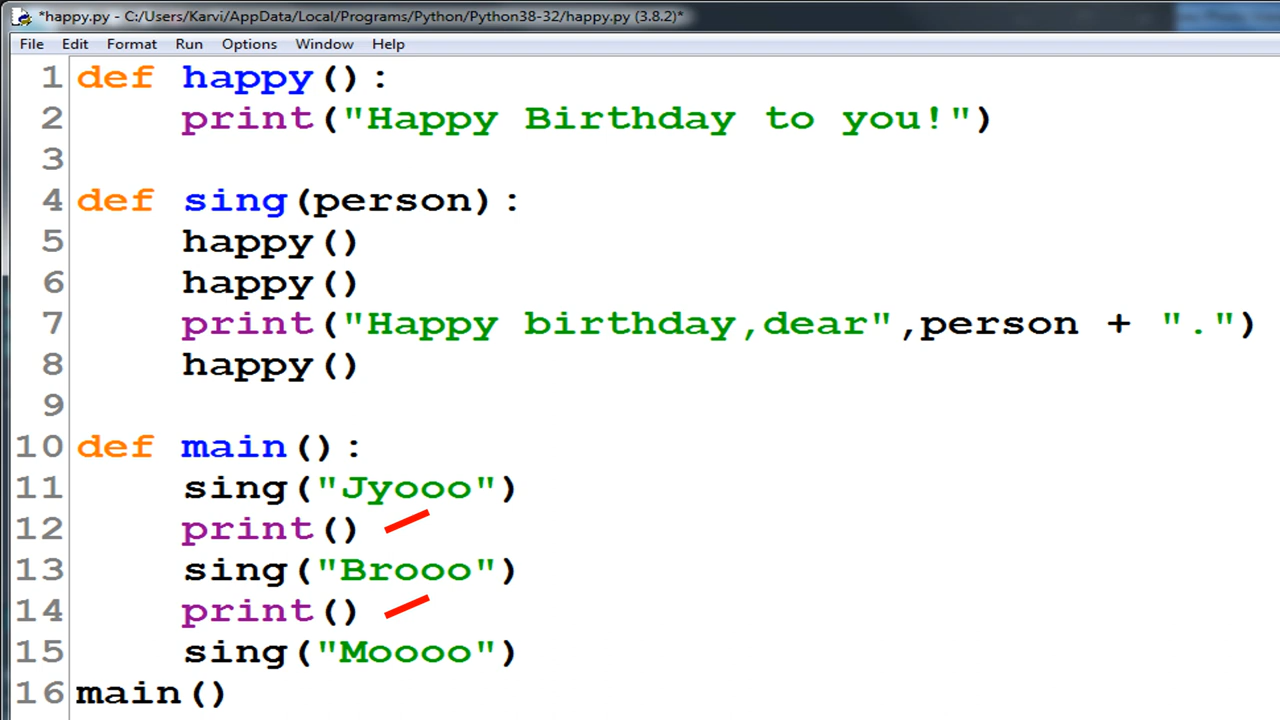 *happy.py - C:/Users/Karvi/AppData/Local/Programs/Python/Python38-32/happy.py (3.8.2)*
File Edit Format Run Options Window Help
1 def happy():
2 print("Happy Birthday to you!")
3
4 def sing(person):
5 happy()
6 happy()
7 print("Happy birthday,dear",person + ".")
8 happy()
9
10 def main():
11 sing("Jyooo")
12 print()
13 sing("Brooo")
14 print()
15 sing("Moooo")
16 main()